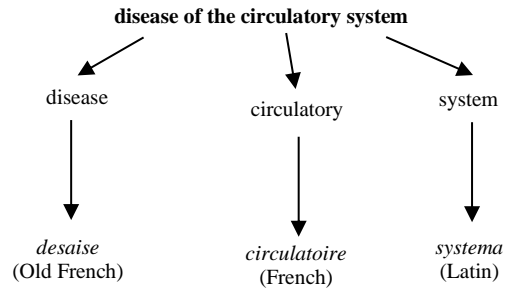 disease of the circulatory system
disease
circulatory
system
desaise
(Old French)
circulatoire
(French)
systema
(Latin)